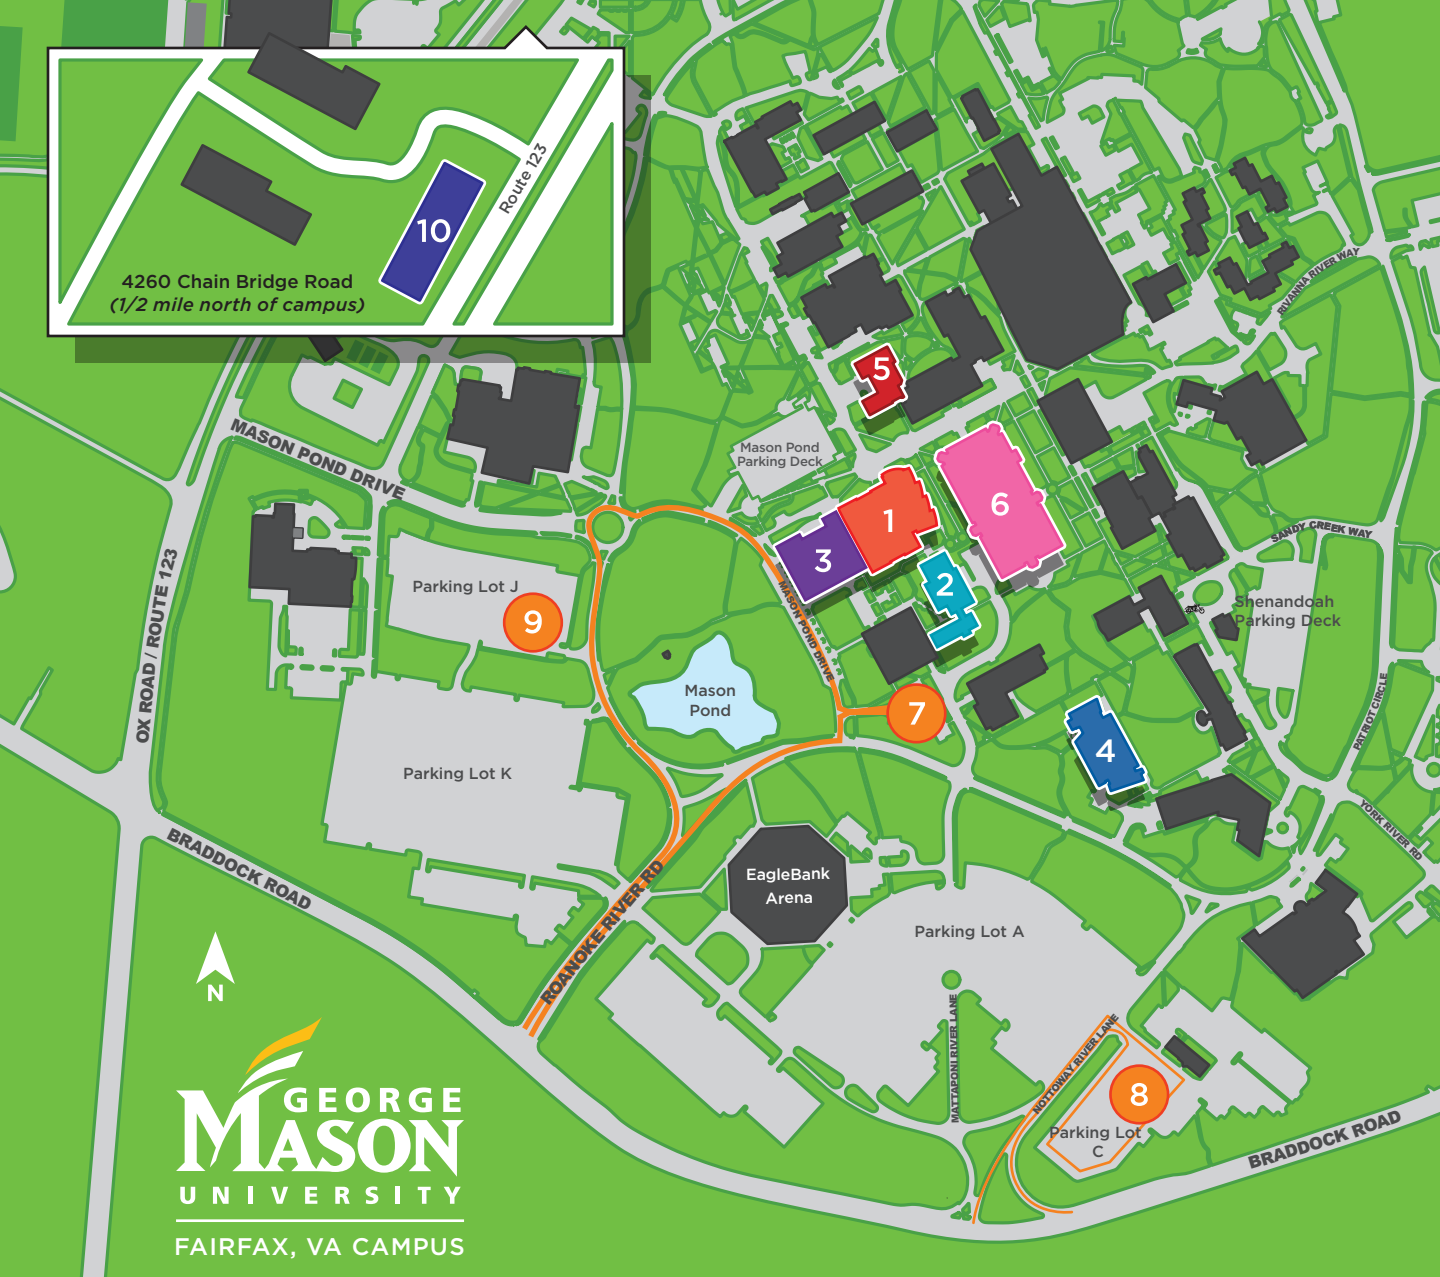 Route 123
10
4260 Chain Bridge Road
(1/2 mile north of campus)
RIVANNA RIVER WAY
5
MASON POND DRIVE
Mason Pond
Parking Deck
6
1
3
2
SANDY CREEK WAY
OX ROAD / ROUTE 123
Parking Lot J
9
MASON POND DRIVE
Shenandoah
Parking Deck
Mason
Pond
7
4
PATRIOT CIRCLE
Parking Lot K
YORK RIVER RD
BRADDOCK ROAD
EagleBank
Arena
ROANOKE RIVER RD
Parking Lot A
N
MATTAPONI RIVER LANE
NOTTOWAY RIVER LANE
8
Parking Lot
C
BRADDOCK ROAD
GEORGE
MASON
UNIVERSITY
FAIRFAX, VA CAMPUS